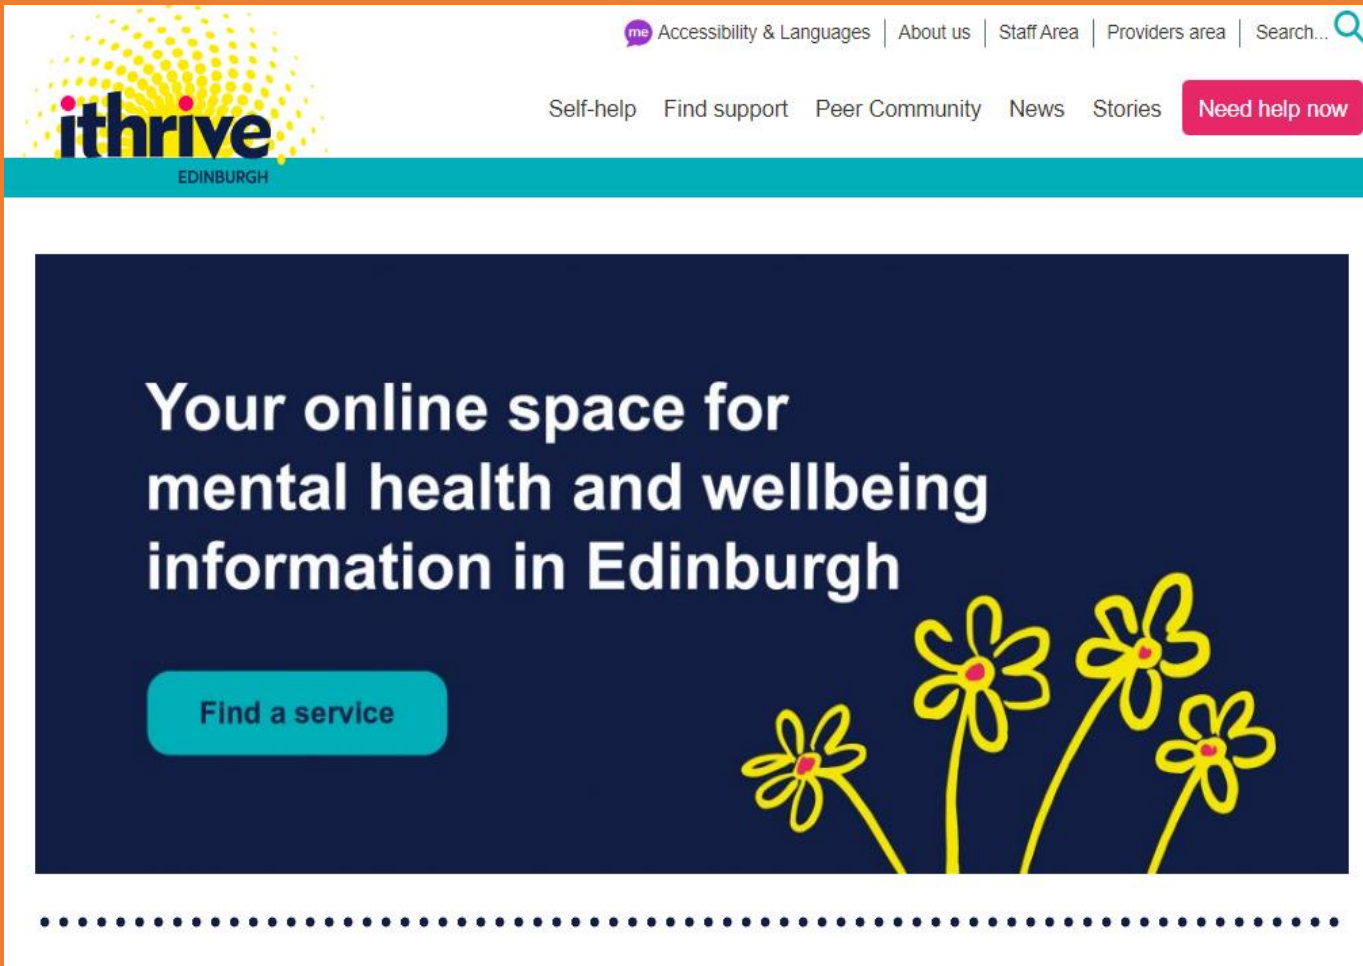 me Accessibility & Languages | About us | Staff Area | Providers area | Search...
ithrive
EDINBURGH
Self-help Find support Peer Community News Stories Need help now
Your online space for
mental health and wellbeing
information in Edinburgh
Find a service